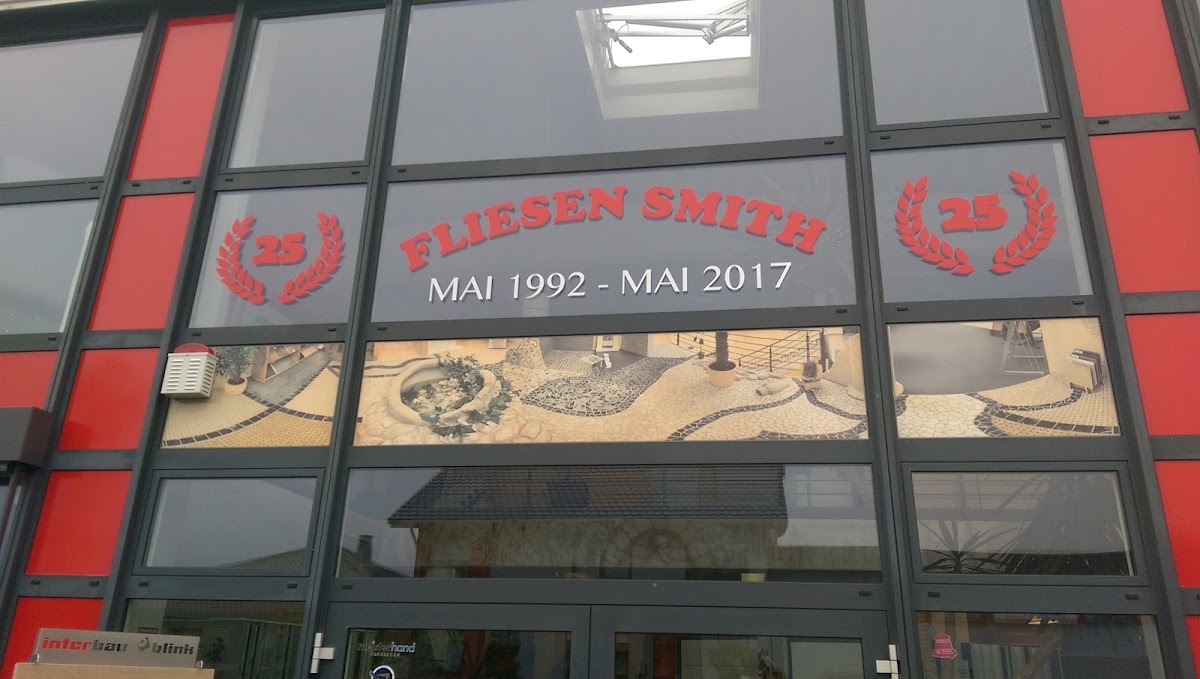 25
FLIESEN SMITH
25
MAI 1992 - MAI 2017
interbau blink
meisterhand